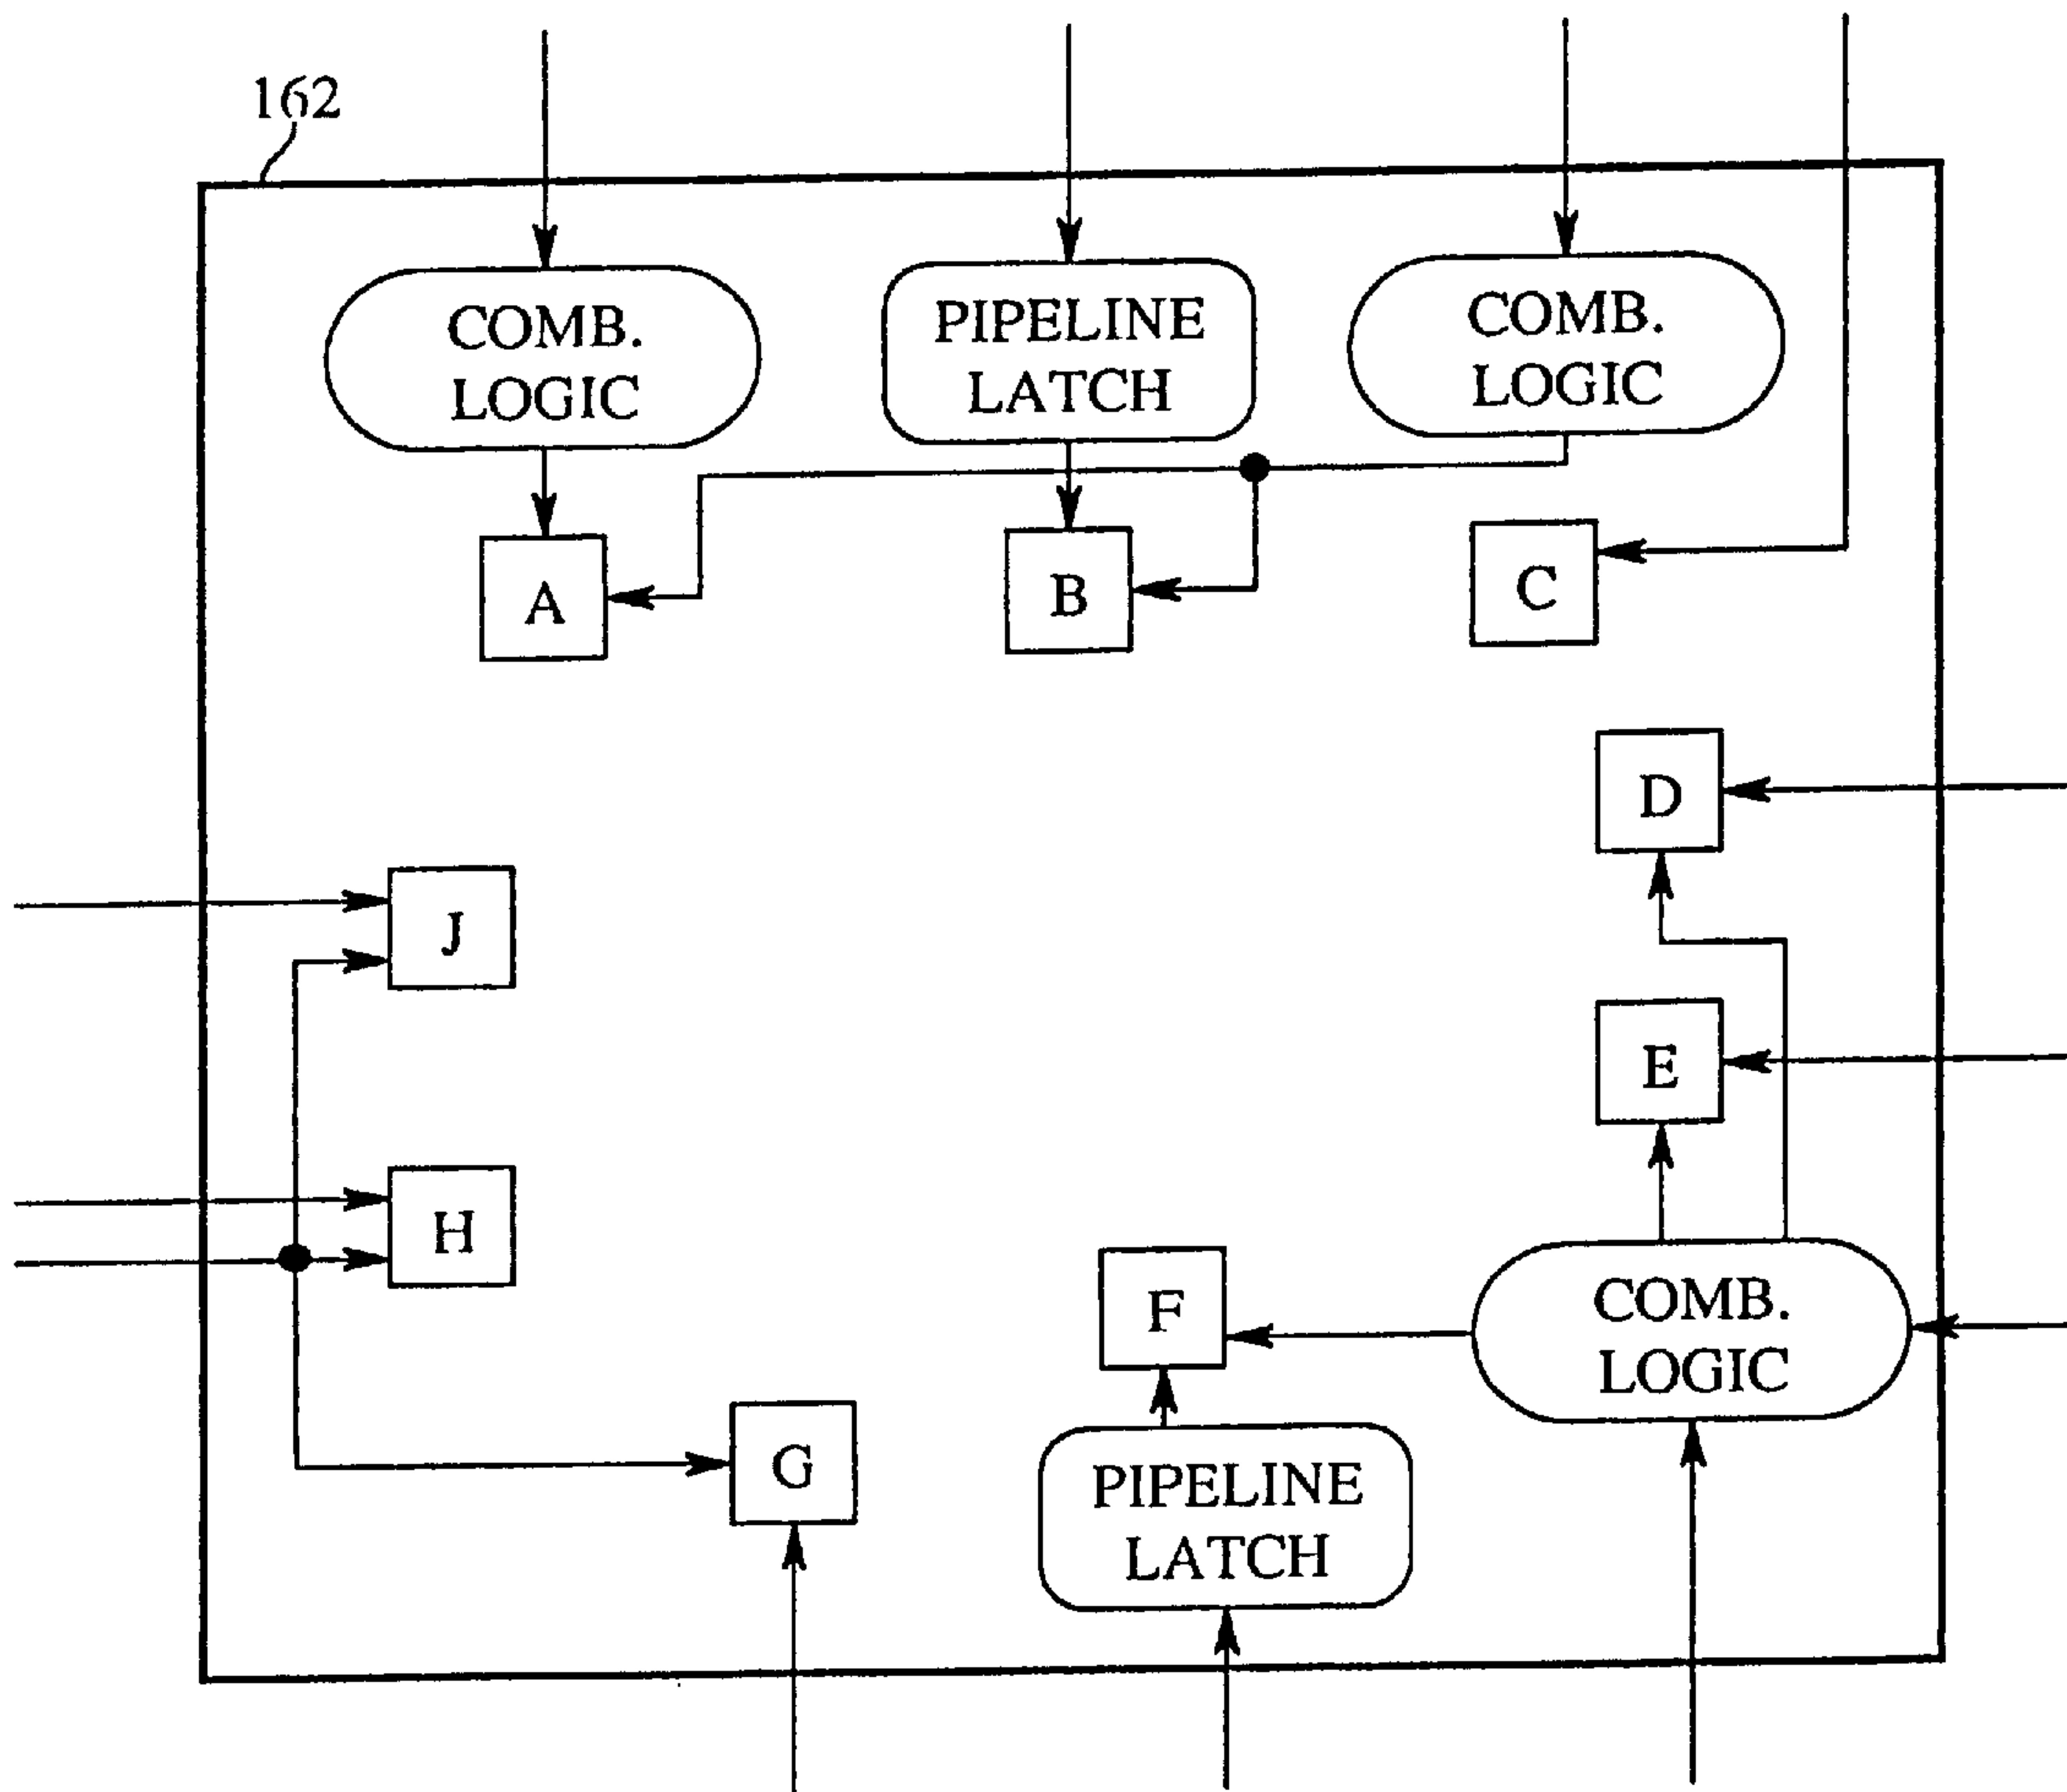 162
COMB.
LOGIC
PIPELINE
LATCH
COMB.
LOGIC
A
B
C
D
J
E
H
F
COMB.
LOGIC
G
PIPELINE
LATCH